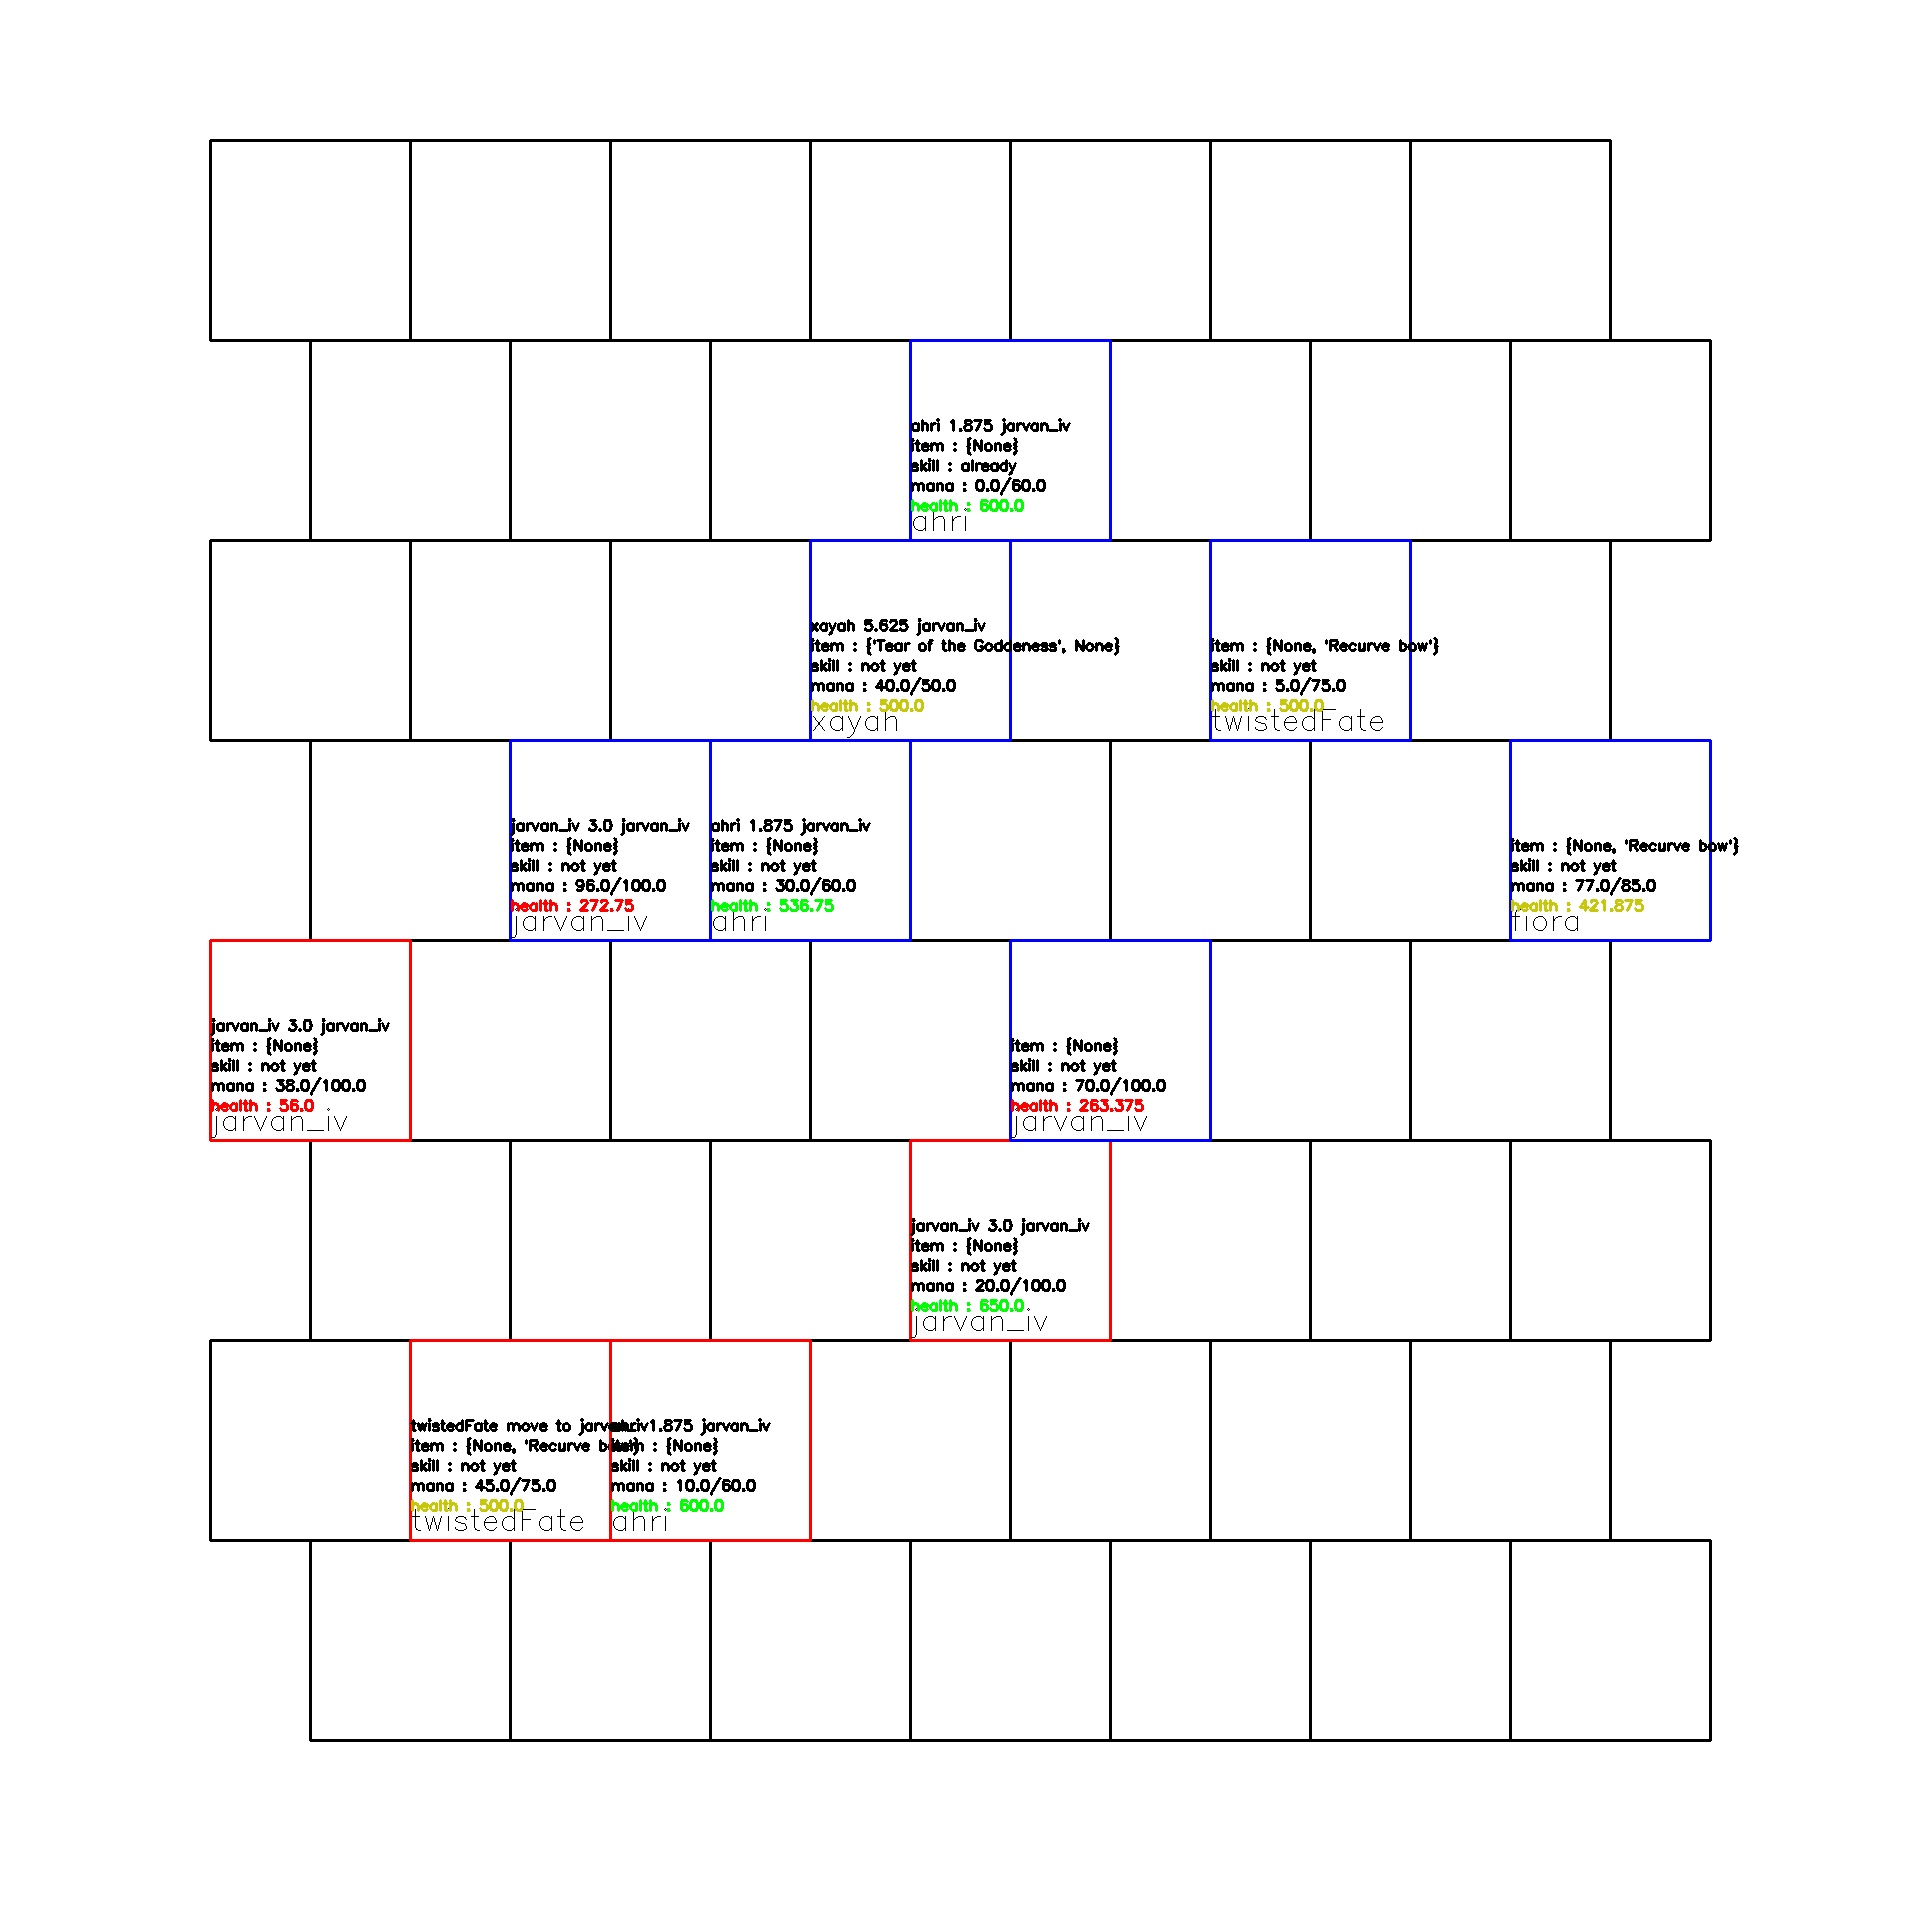 ahri 1.875 jarvan_iv
item : {None}
skill : already
mana : 0.0/60.0
health : 600.0
ahri
xayah 5.625 jarvan_iv
item : {'Tear of the Goddeness', None}
skill : not yet
mana : 40.0/50.0
health : 500.0
xayah
item : {None, 'Recurve bow'}
skill : not yet
mana : 5.0/75.0
health : 500.0
twistedFate
jarvan_iv 3.0 jarvan_iv
item : {None}
skill : not yet
mana : 96.0/100.0
health : 272.75
jarvan_iv
ahri 1.875 jarvan_iv
item : {None}
skill : not yet
mana : 30.0/60.0
health : 536.75
ahri
item : {None, 'Recurve bow'}
skill : not yet
mana : 77.0/85.0
health : 421.875
fiora
jarvan_iv 3.0 jarvan_iv
item : {None}
skill : not yet
mana : 38.0/100.0
health : 56.0
jarvan_iv
item : {None}
skill : not yet
mana : 70.0/100.0
health : 263.375
jarvan_iv
jarvan_iv 3.0 jarvan_iv
item : {None}
skill : not yet
mana : 20.0/100.0
health : 650.0
jarvan_iv
twistedFate move to jarvan_iv
item : {None, 'Recurve bow'}
skill : not yet
mana : 45.0/75.0
health : 500.0
twistedFate
ahri 1.875 jarvan_iv
item : {None}
skill : not yet
mana : 10.0/60.0
health : 600.0
ahri